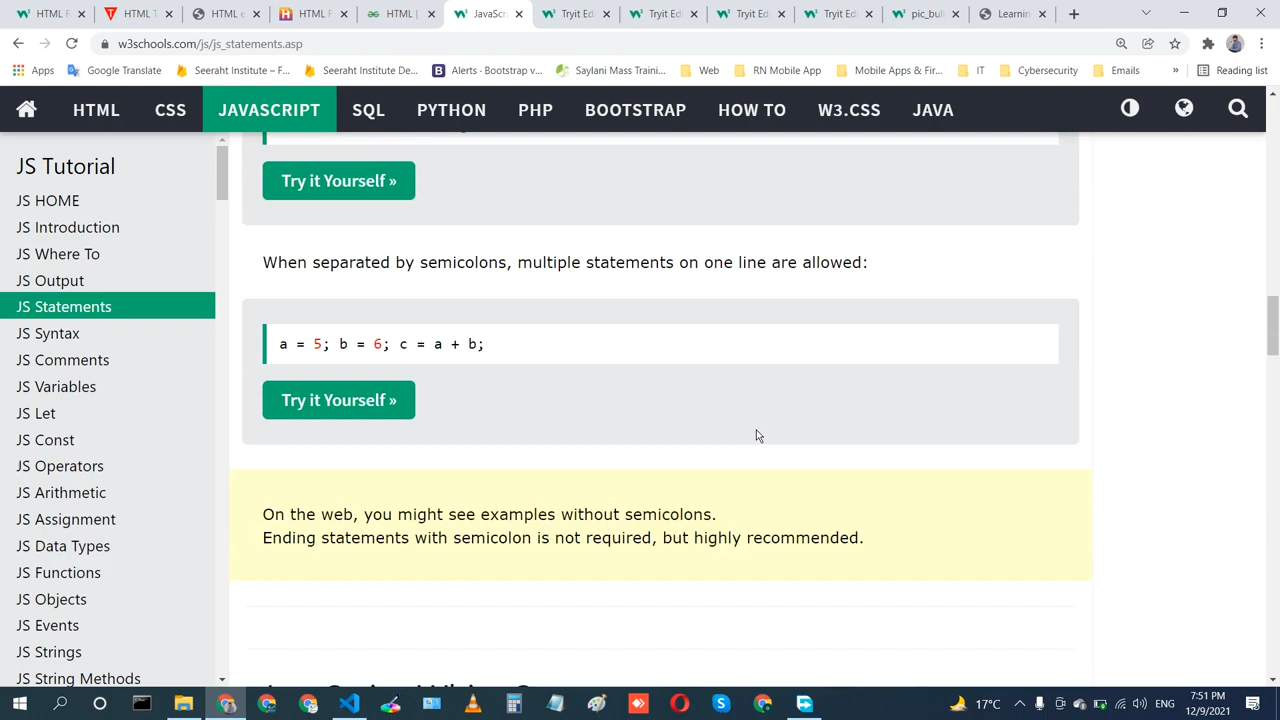 HTML R
HTML T
HTML e
HTML F
HTML |
JavaScr
Tryit Edi
Tryit Edi
Tryit Edi
Tryit Edi
pic_bul
Learnin
w3schools.com/js/js_statements.asp
Apps
Google Translate
Seeraht Institute – F...
Seeraht Institute De...
Alerts · Bootstrap v...
Saylani Mass Traini...
Web
RN Mobile App
Mobile Apps & Fir...
IT
Cybersecurity
Emails
»
Reading list
HTML
CSS
JAVASCRIPT
SQL
PYTHON
PHP
BOOTSTRAP
HOW TO
W3.CSS
JAVA
JS Tutorial
JS HOME
JS Introduction
JS Where To
JS Output
JS Statements
JS Syntax
JS Comments
JS Variables
JS Let
JS Const
JS Operators
JS Arithmetic
JS Assignment
JS Data Types
JS Functions
JS Objects
JS Events
JS Strings
JS String Methods
Try it Yourself »
When separated by semicolons, multiple statements on one line are allowed:
a = 5; b = 6; c = a + b;
Try it Yourself »
On the web, you might see examples without semicolons.
Ending statements with semicolon is not required, but highly recommended.
17°C
ENG
7:51 PM
12/9/2021